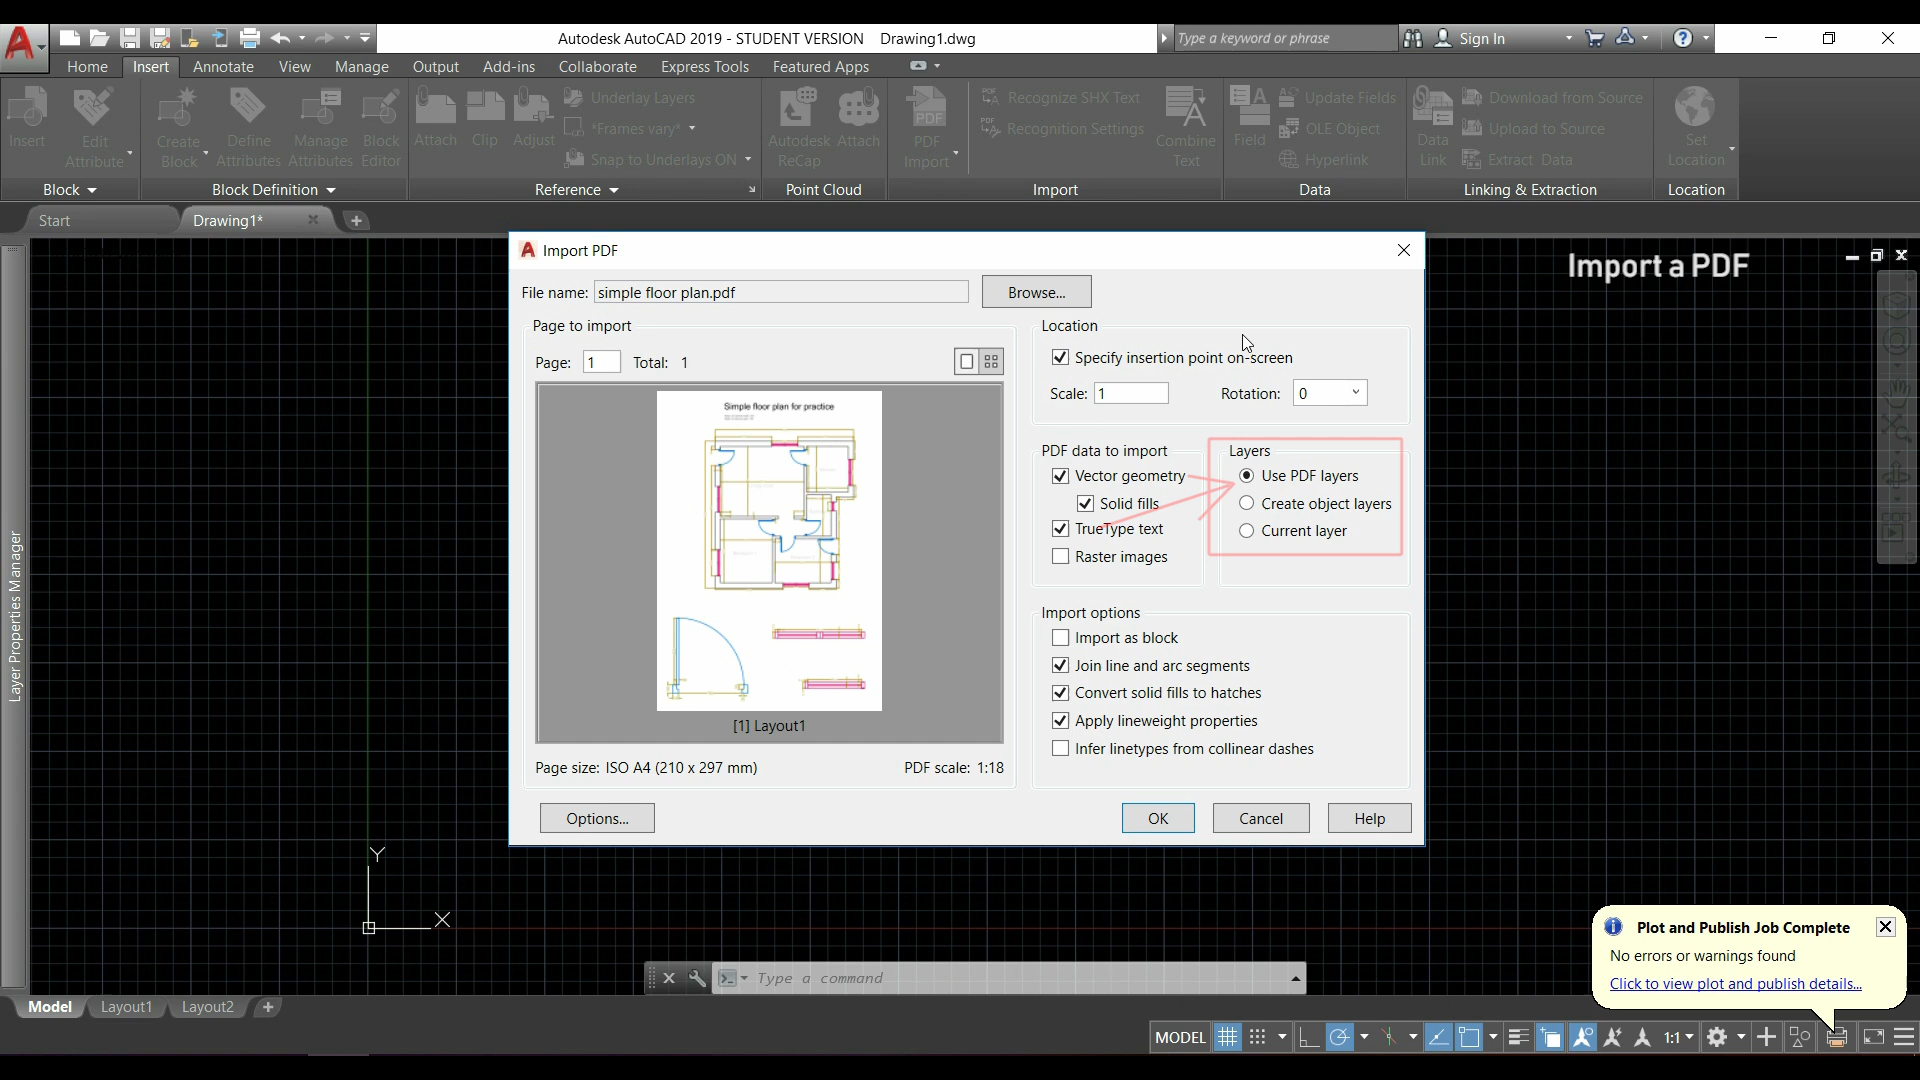 Autodesk AutoCAD 2019 - STUDENT VERSION Drawing1.dwg
Type a keyword or phrase
Sign In
Home Insert Annotate View Manage Output Add-ins Collaborate Express Tools Featured Apps
Insert
Edit
Attribute
Create
Block
Define
Attributes
Manage
Attributes
Block
Editor
Attach
Clip
Adjust
Underlay Layers
*Frames vary*
Snap to Underlays ON
Autodesk
ReCap
Attach
PDF
PDF
Import
PDF
Recognize SHX Text
PDF
Recognition Settings
Combine
Text
Field
Update Fields
OLE Object
Hyperlink
Data
Link
Download from Source
Upload to Source
Extract Data
Set
Location
Block Block Definition Reference Point Cloud Import Data Linking & Extraction Location
Start Drawing1*
Layer Properties Manager
Import a PDF
Import PDF
File name: simple floor plan.pdf Browse...
Page to import
Page: 1 Total: 1
Simple floor plan for practice
[1] Layout1
Page size: ISO A4 (210 x 297 mm) PDF scale: 1:18
Location
Specify insertion point on-screen
Scale: 1 Rotation: 0
PDF data to import
Vector geometry
Solid fills
TrueType text
Raster images
Layers
Use PDF layers
Create object layers
Current layer
Import options
Import as block
Join line and arc segments
Convert solid fills to hatches
Apply lineweight properties
Infer linetypes from collinear dashes
Options... OK Cancel Help
Y
X
Type a command
Plot and Publish Job Complete
No errors or warnings found
Click to view plot and publish details...
Model Layout1 Layout2
MODEL 1:1